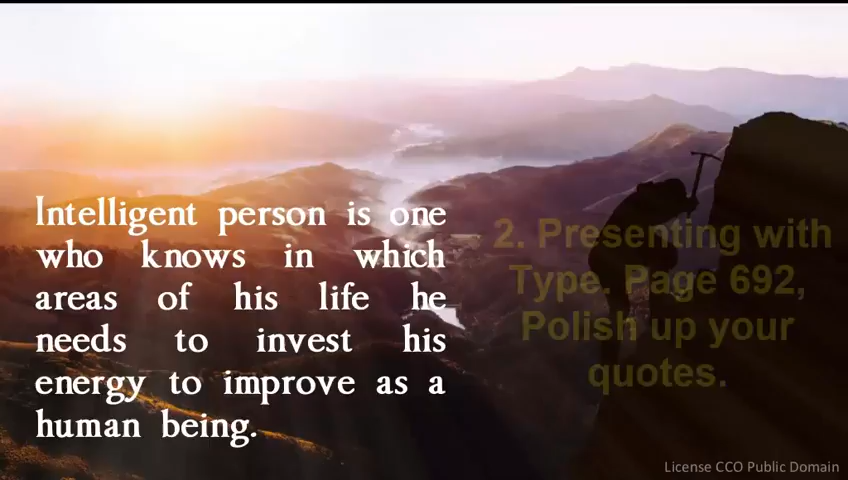 Intelligent person is one
who knows in which
areas of his life he
needs to invest his
energy to improve as a
human being.
2. Presenting with
Type. Page 692,
Polish up your
quotes.
License CCO Public Domain